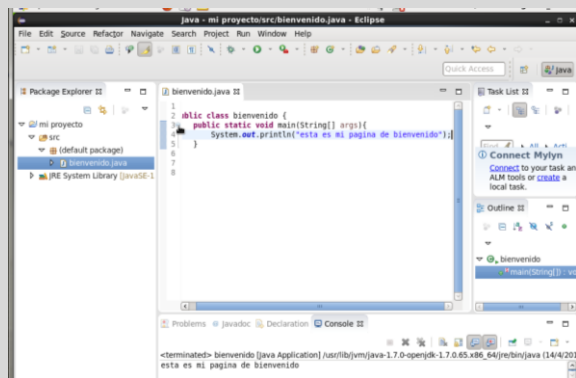 Java - mi proyecto/src/bienvenido.java - Eclipse
File Edit Source Refactor Navigate Search Project Run Window Help
Quick Access
Java
Package Explorer
mi proyecto
src
(default package)
bienvenido.java
JRE System Library [JavaSE-1
bienvenido.java
1
2 ublic class bienvenido {
3 public static void main(String[] args){
4 System.out.println("esta es mi pagina de bienvenido");
5 }
6
7
8
Task List
Find All Acti
Connect Mylyn
Connect to your task an
ALM tools or create a
local task.
Outline
bienvenido
main(String[]) : vo
Problems Javadoc Declaration Console
<terminated> bienvenido [Java Application] /usr/lib/jvm/java-1.7.0-openjdk-1.7.0.65.x86_64/jre/bin/java (14/4/201
esta es mi pagina de bienvenido